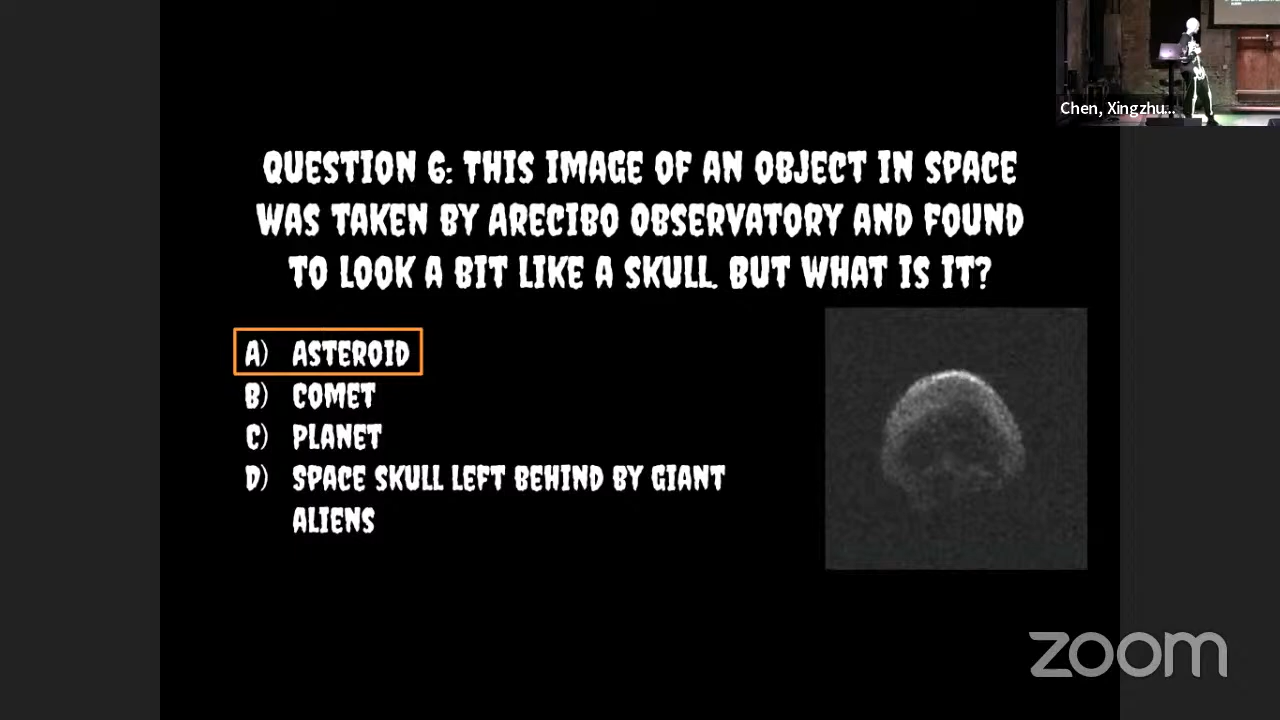 Chen, Xingzhu...
QUESTION 6: THIS IMAGE OF AN OBJECT IN SPACE
WAS TAKEN BY ARECIBO OBSERVATORY AND FOUND
TO LOOK A BIT LIKE A SKULL. BUT WHAT IS IT?
A) ASTEROID
B) COMET
C) PLANET
D) SPACE SKULL LEFT BEHIND BY GIANT
ALIENS
zoom